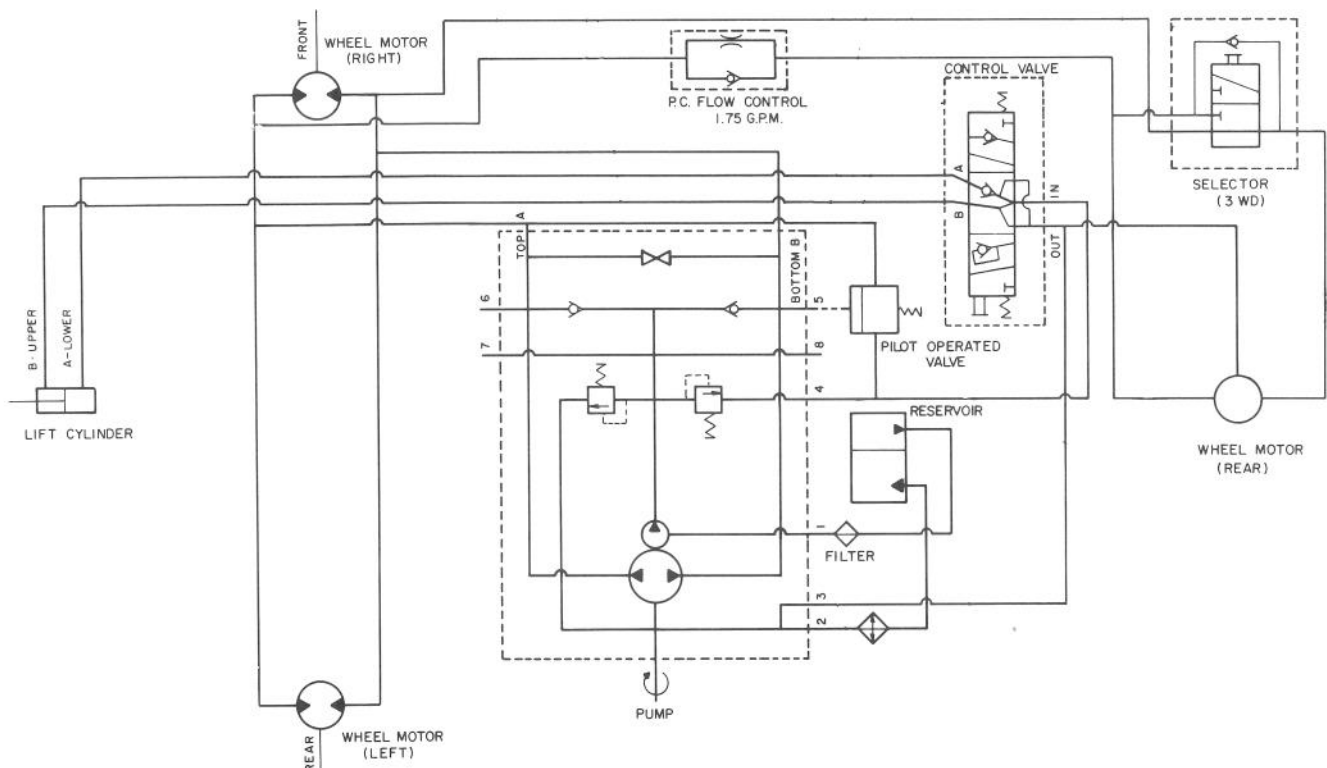 FRONT
WHEEL MOTOR
(RIGHT)
P.C. FLOW CONTROL
1.75 G.P.M.
CONTROL VALVE
SELECTOR
(3 WD)
A
B
IN
OUT
A
TOP
BOTTOM B
6
5
7
8
4
PILOT OPERATED
VALVE
B-UPPER
A-LOWER
LIFT CYLINDER
RESERVOIR
WHEEL MOTOR
(REAR)
1
FILTER
3
2
PUMP
WHEEL MOTOR
(LEFT)
REAR